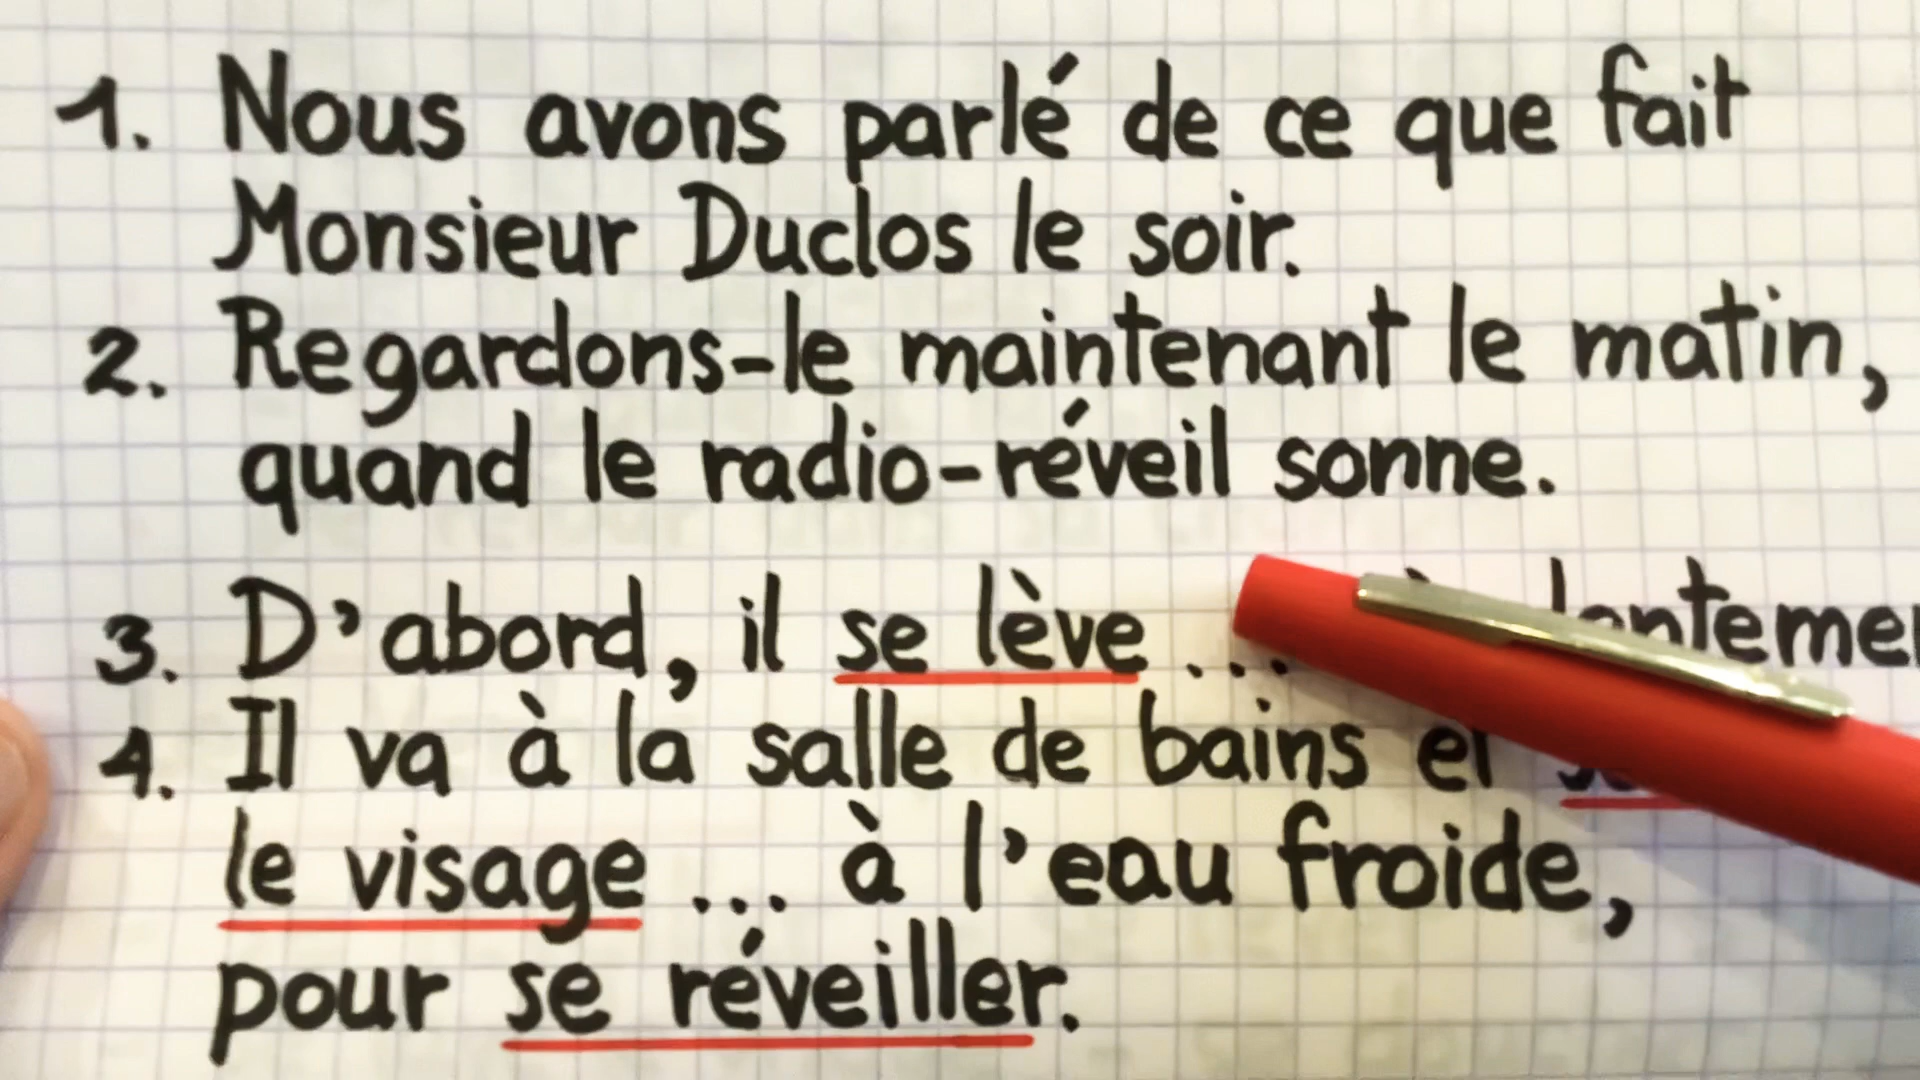 1. Nous avons parlé de ce que fait
Monsieur Duclos le soir.
2. Regardons-le maintenant le matin,
quand le radio-réveil sonne.
3. D'abord, il se lève ...
4. Il va à la salle de bains et
le visage ... à l'eau froide,
pour se réveiller.